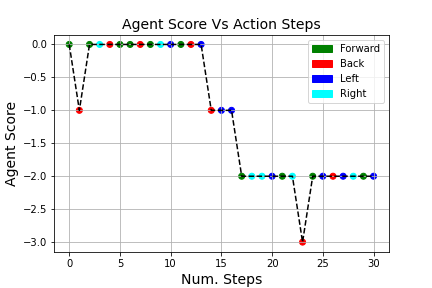 Agent Score Vs Action Steps
0.0
−0.5
−1.0
−1.5
−2.0
−2.5
−3.0
Agent Score
Forward
Back
Left
Right
0 5 10 15 20 25 30
Num. Steps